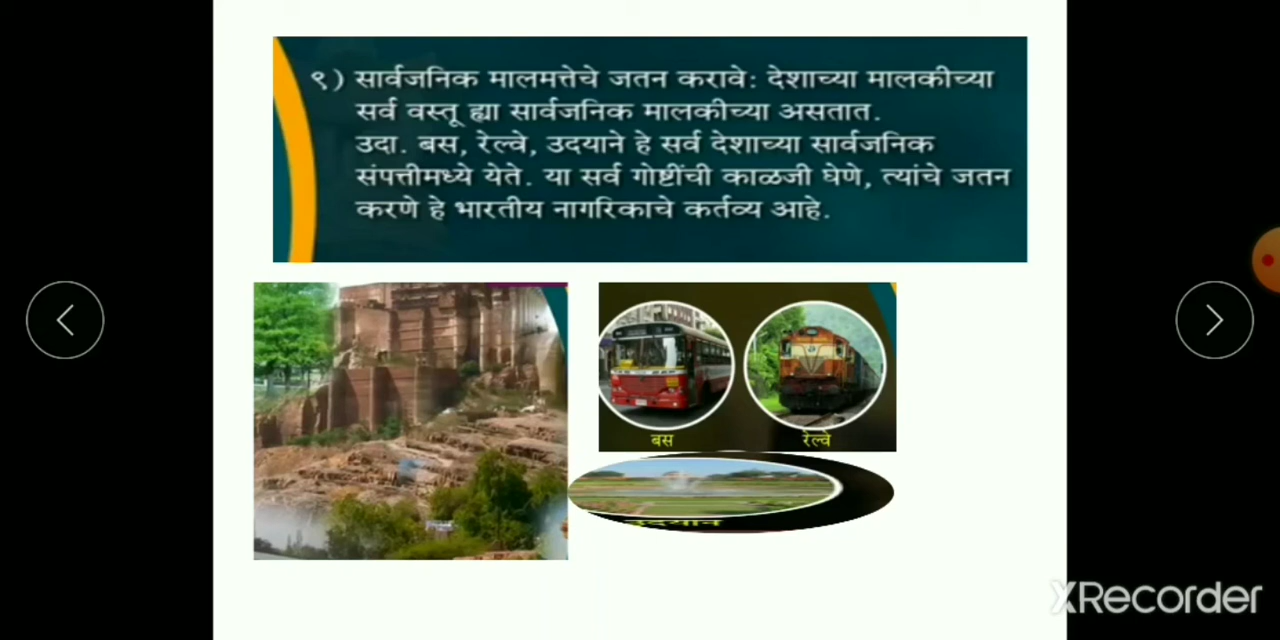 ९) सार्वजनिक मालमत्तेचे जतन करावे: देशाच्या मालकीच्या
सर्व वस्तू ह्या सार्वजनिक मालकीच्या असतात.
उदा. बस, रेल्वे, उदयाने हे सर्व देशाच्या सार्वजनिक
संपत्तीमध्ये येते. या सर्व गोष्टींची काळजी घेणे, त्यांचे जतन
करणे हे भारतीय नागरिकाचे कर्तव्य आहे.
बस
रेल्वे
उदयान
XRecorder